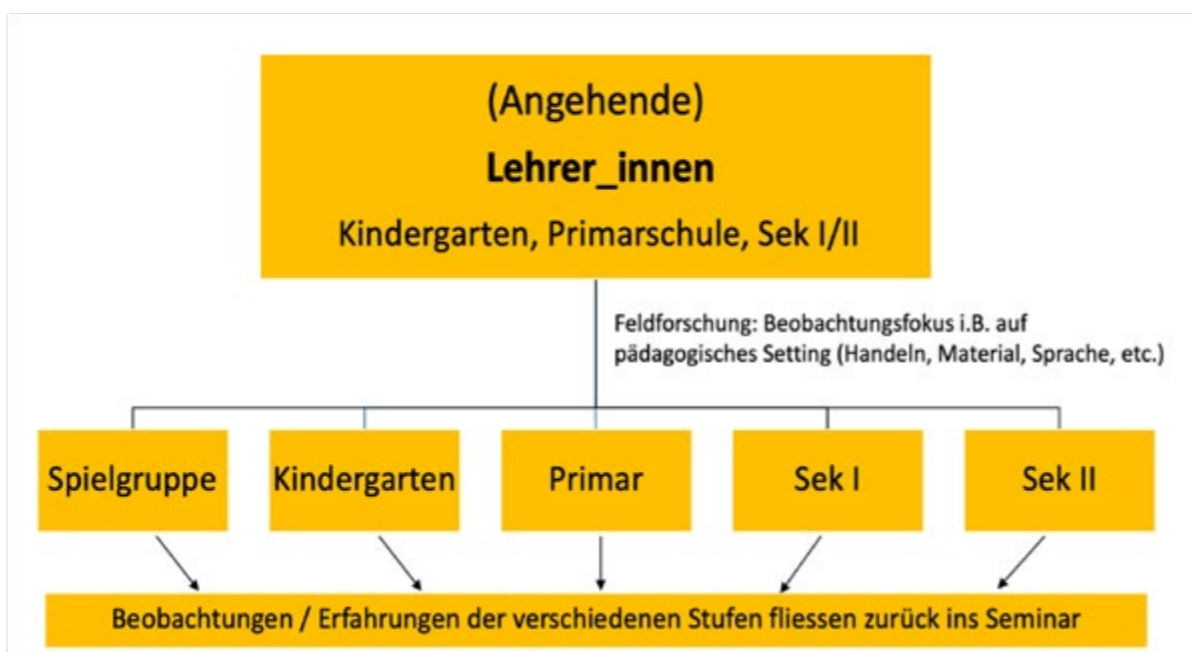 (Angehende)
Lehrer_innen
Kindergarten, Primarschule, Sek I/II
Feldforschung: Beobachtungsfokus i.B. auf
pädagogisches Setting (Handeln, Material, Sprache, etc.)
Spielgruppe
Kindergarten
Primar
Sek I
Sek II
Beobachtungen / Erfahrungen der verschiedenen Stufen fliessen zurück ins Seminar